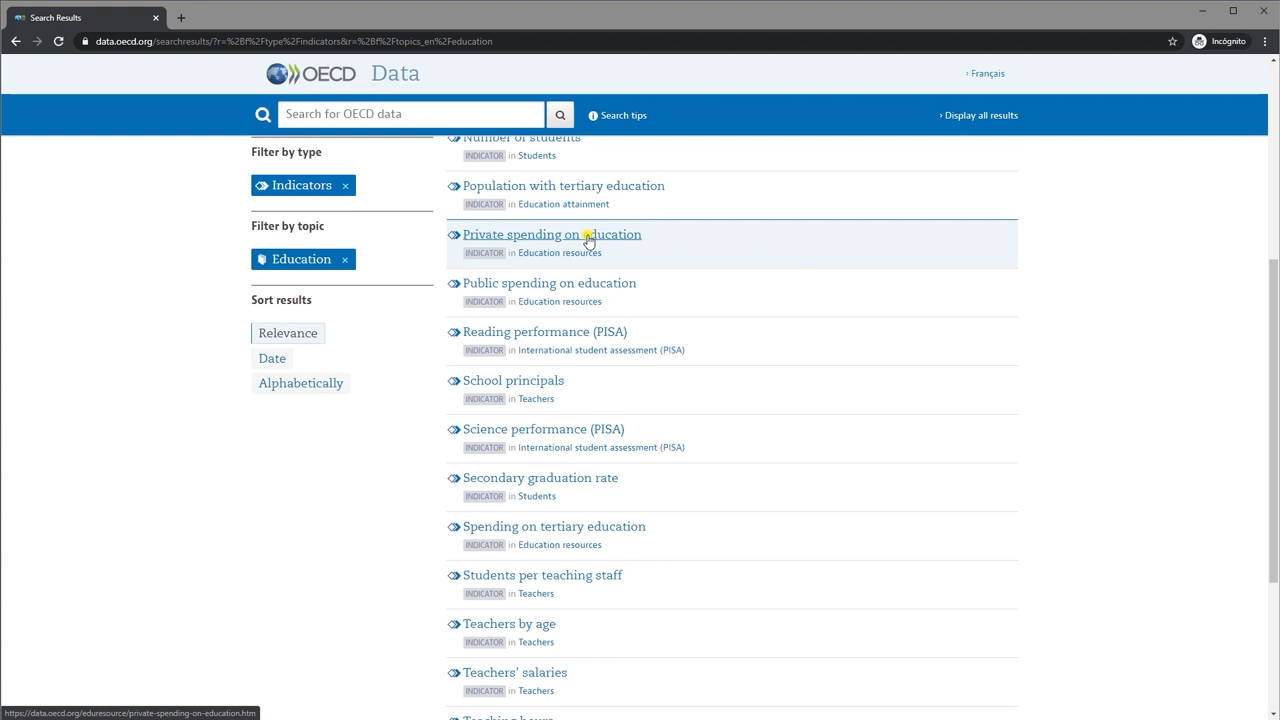 Search Results
data.oecd.org/searchresults/?r=%2Bf%2Ftype%2Findicators&r=%2Bf%2Ftopics_en%2Feducation
Incógnito
OECD Data
Français
Search for OECD data
Search tips
Display all results
Filter by type
Indicators ×
Filter by topic
Education ×
Sort results
Relevance
Date
Alphabetically
Number of students
INDICATOR in Students
Population with tertiary education
INDICATOR in Education attainment
Private spending on education
INDICATOR in Education resources
Public spending on education
INDICATOR in Education resources
Reading performance (PISA)
INDICATOR in International student assessment (PISA)
School principals
INDICATOR in Teachers
Science performance (PISA)
INDICATOR in International student assessment (PISA)
Secondary graduation rate
INDICATOR in Students
Spending on tertiary education
INDICATOR in Education resources
Students per teaching staff
INDICATOR in Teachers
Teachers by age
INDICATOR in Teachers
Teachers' salaries
INDICATOR in Teachers
Teaching hours
https://data.oecd.org/eduresource/private-spending-on-education.htm